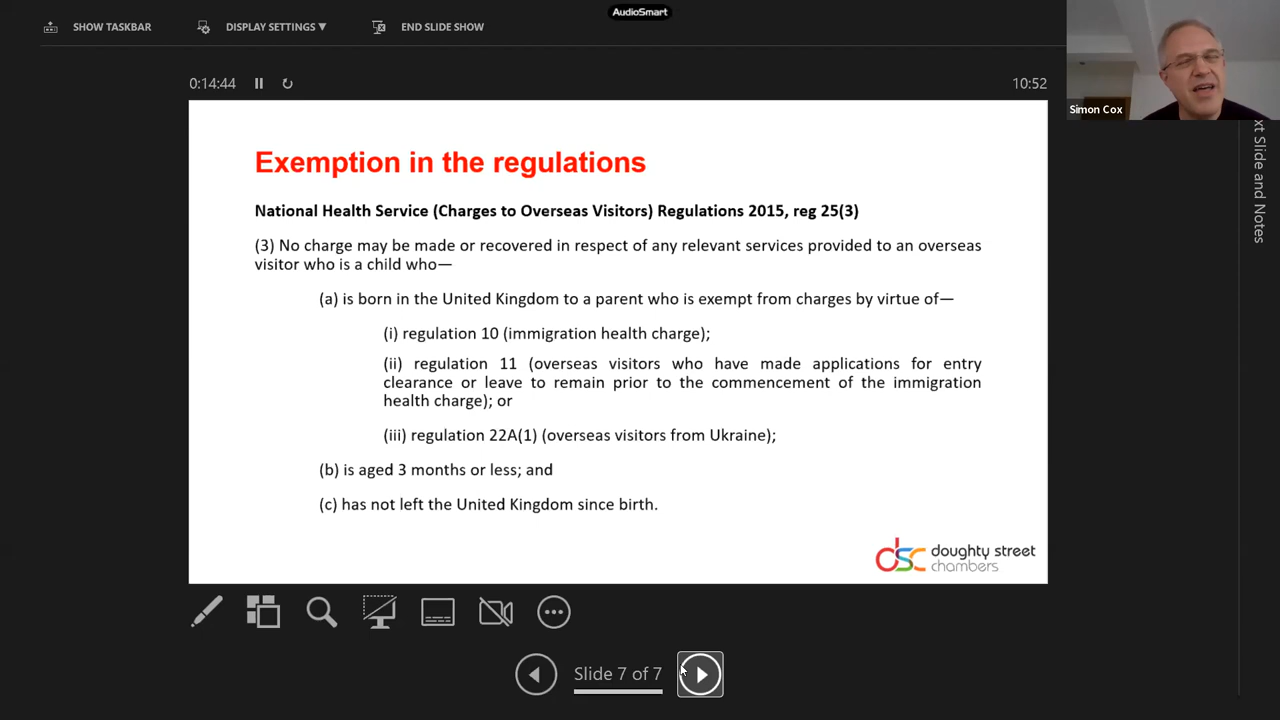 AudioSmart
SHOW TASKBAR
DISPLAY SETTINGS ▼
END SLIDE SHOW
Simon Cox
0:14:44
10:52
Exemption in the regulations
National Health Service (Charges to Overseas Visitors) Regulations 2015, reg 25(3)
(3) No charge may be made or recovered in respect of any relevant services provided to an overseas
visitor who is a child who—
(a) is born in the United Kingdom to a parent who is exempt from charges by virtue of—
(i) regulation 10 (immigration health charge);
(ii) regulation 11 (overseas visitors who have made applications for entry
clearance or leave to remain prior to the commencement of the immigration
health charge); or
(iii) regulation 22A(1) (overseas visitors from Ukraine);
(b) is aged 3 months or less; and
(c) has not left the United Kingdom since birth.
dsc doughty street
chambers
Slide 7 of 7
xt Slide and Notes